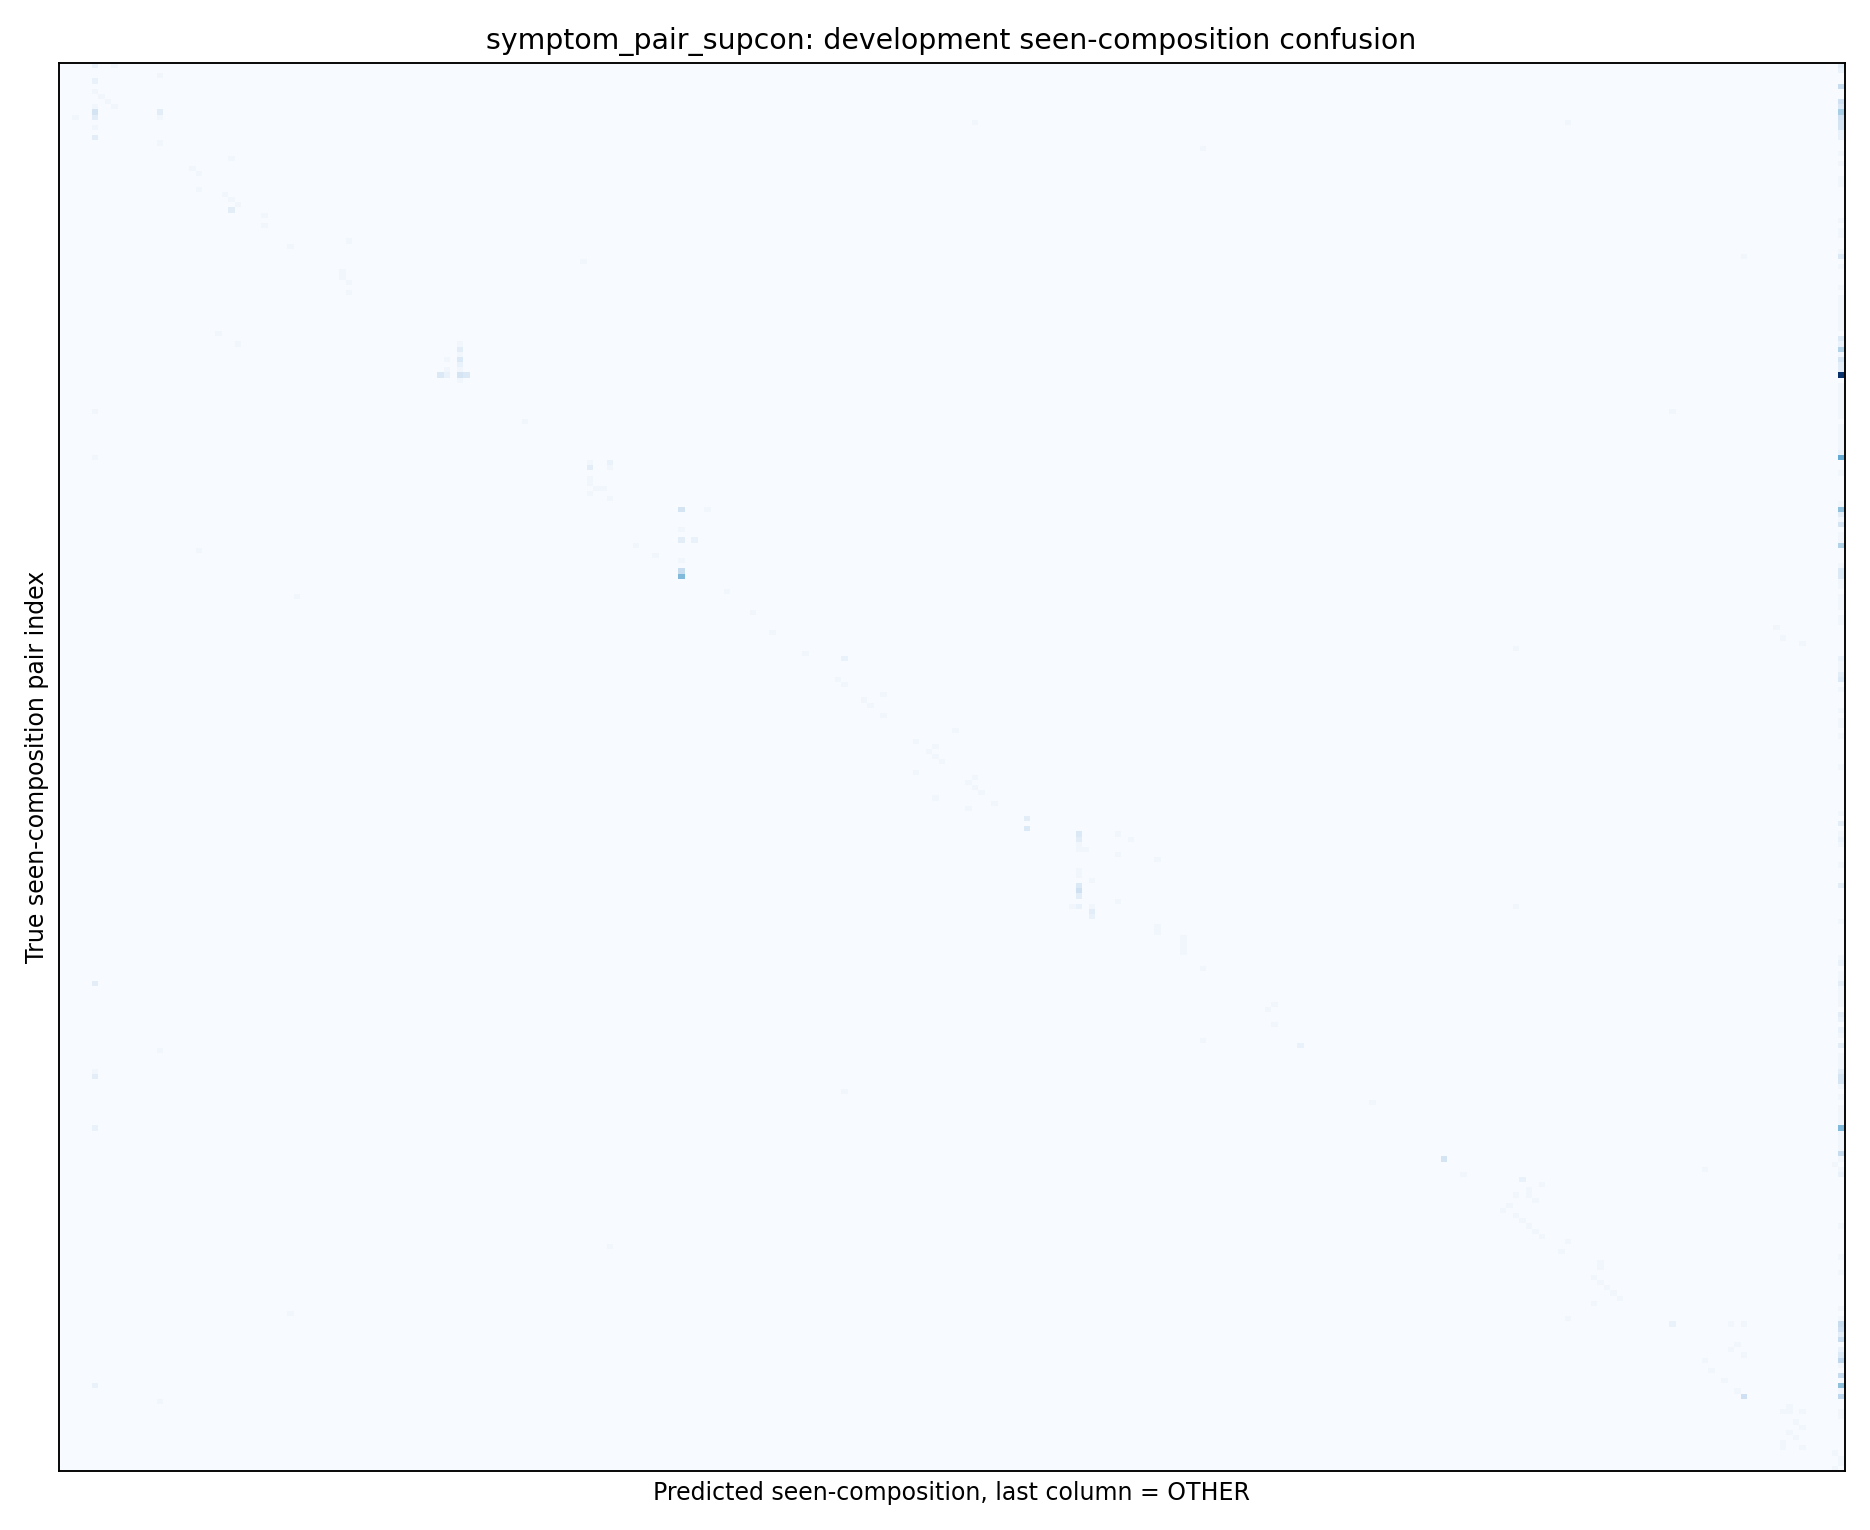 symptom_pair_supcon: development seen-composition confusion
True seen-composition pair index
Predicted seen-composition, last column = OTHER